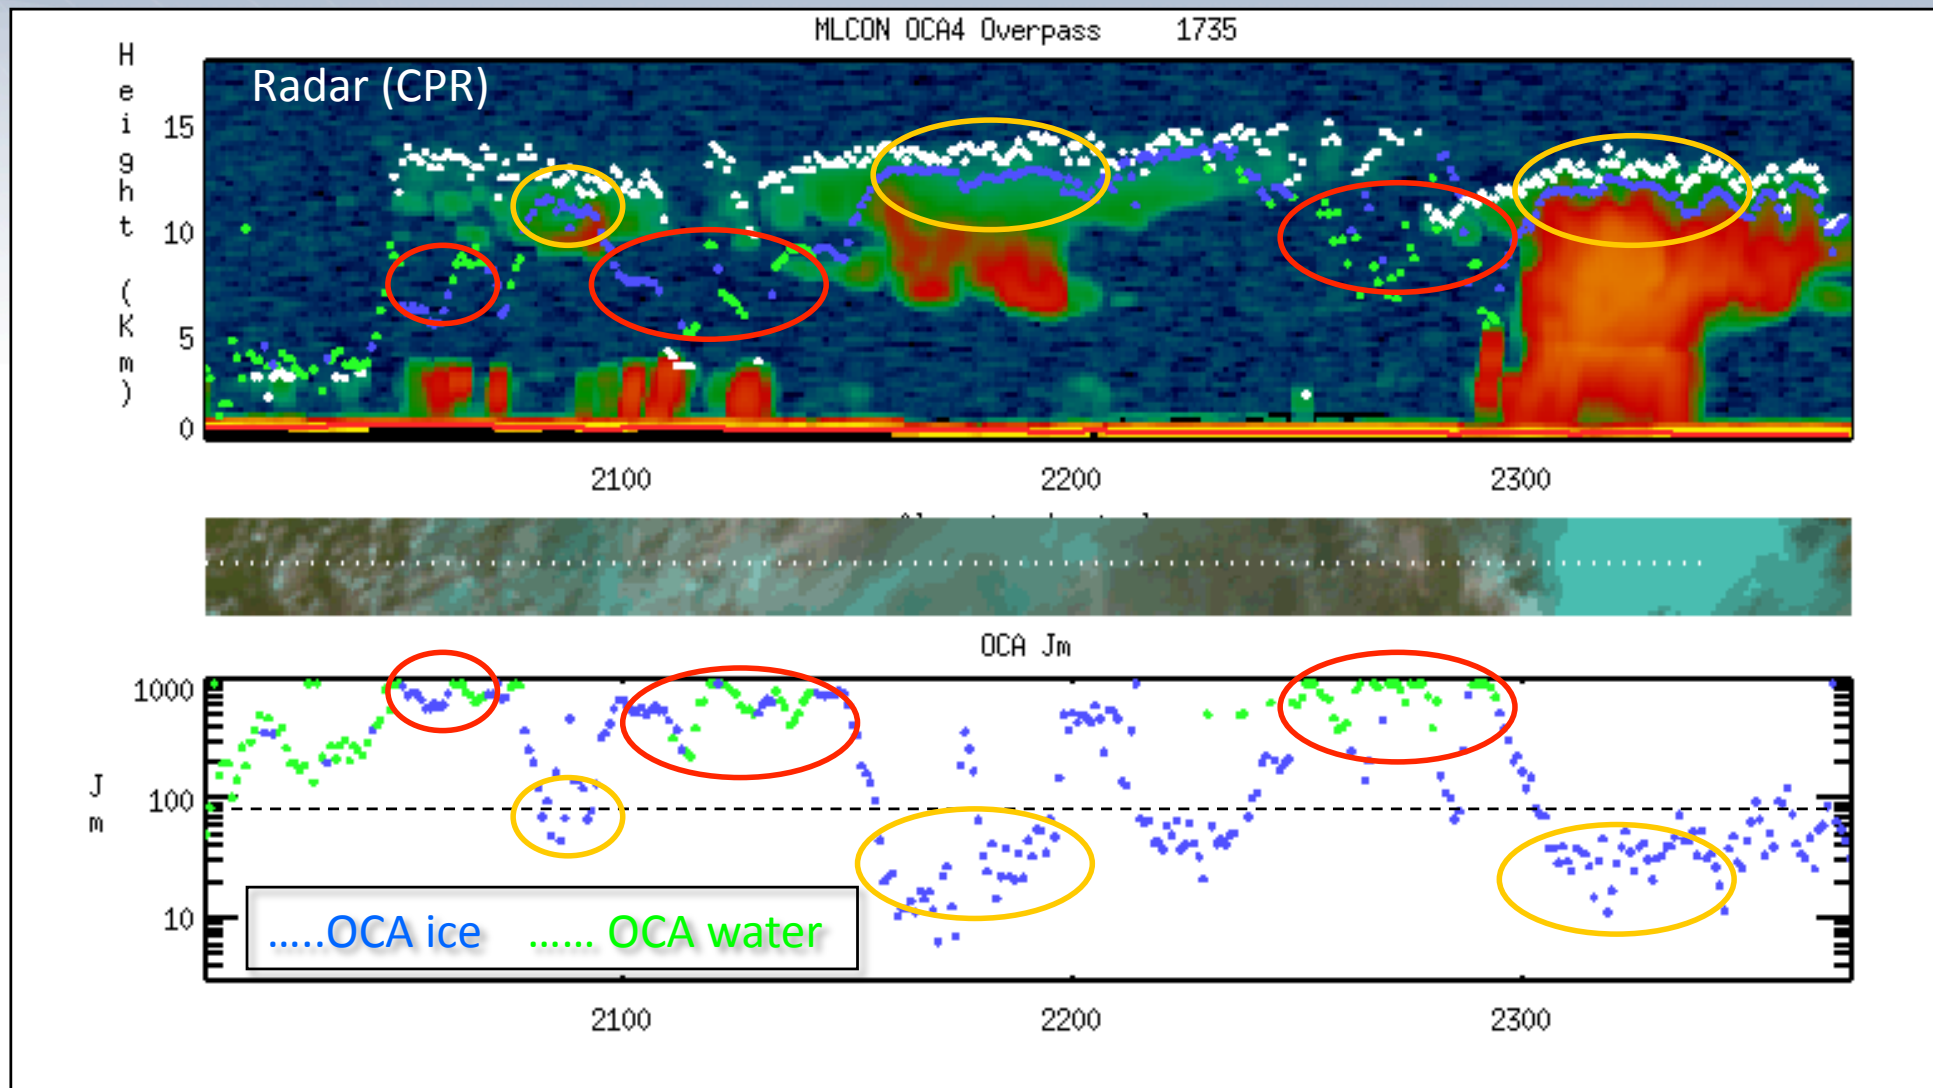 MLCON OCA4 Overpass 1735
Radar (CPR)
Height (Km)
15
10
5
0
2100 2200 2300
OCA Jm
1000
100
10
Jm
.....OCA ice ...... OCA water
2100 2200 2300